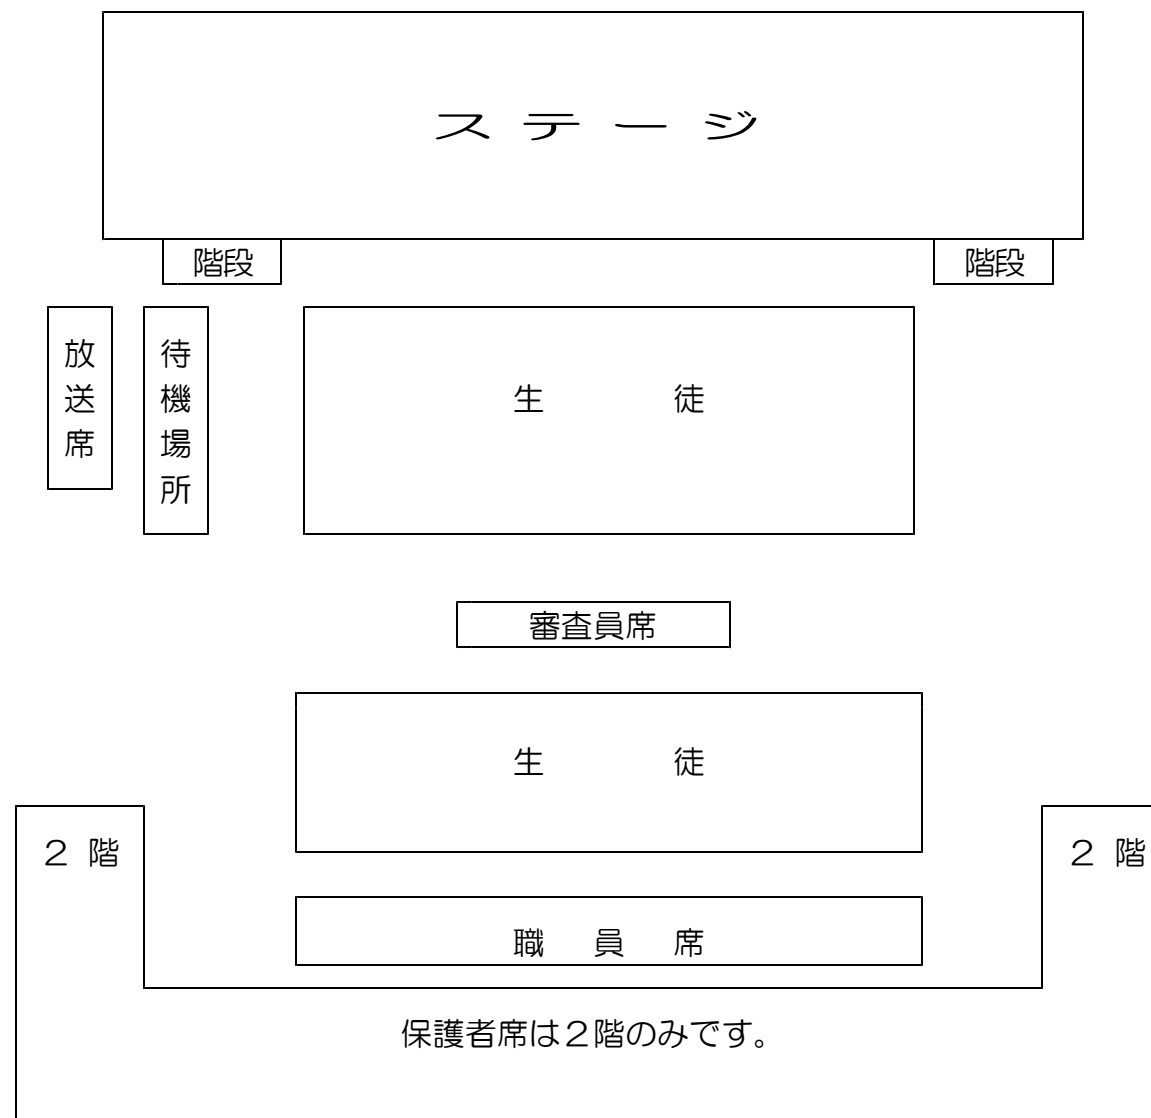 ステージ
階段
階段
放送席
待機場所
生徒
審査員席
生徒
２階
２階
職員席
保護者席は２階のみです。